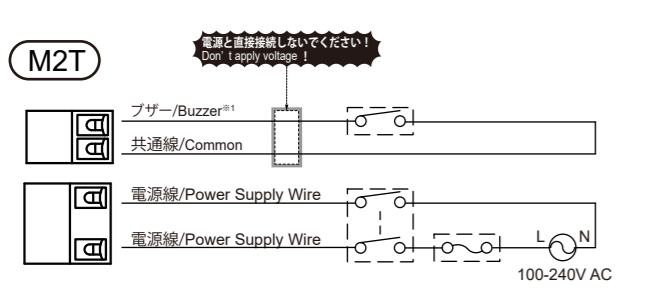 電源と直接接続しないでください！
Don't apply voltage！
M2T
ブザー/Buzzer※1
共通線/Common
電源線/Power Supply Wire
電源線/Power Supply Wire
L N
100-240V AC